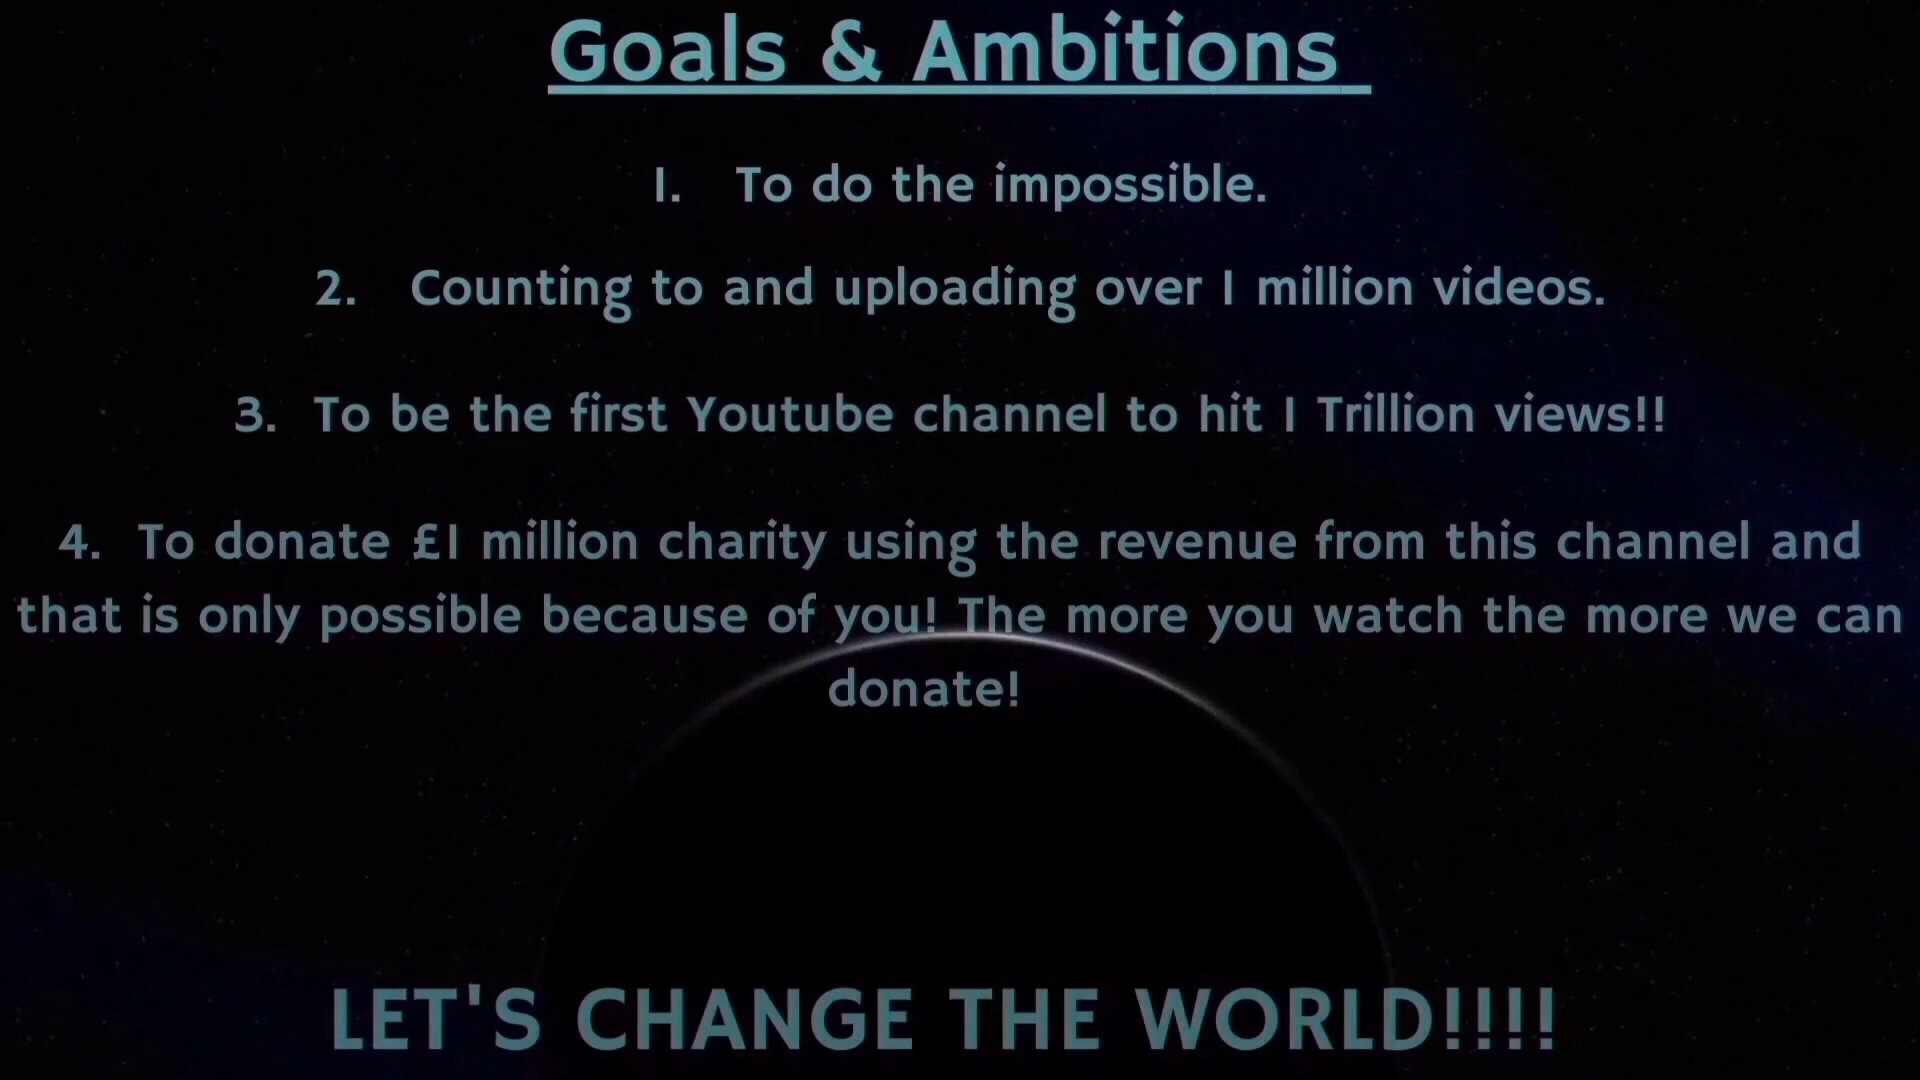 Goals & Ambitions
1. To do the impossible.
2. Counting to and uploading over 1 million videos.
3. To be the first Youtube channel to hit 1 Trillion views!!
4. To donate £1 million charity using the revenue from this channel and
that is only possible because of you! The more you watch the more we can
donate!
LET'S CHANGE THE WORLD!!!!